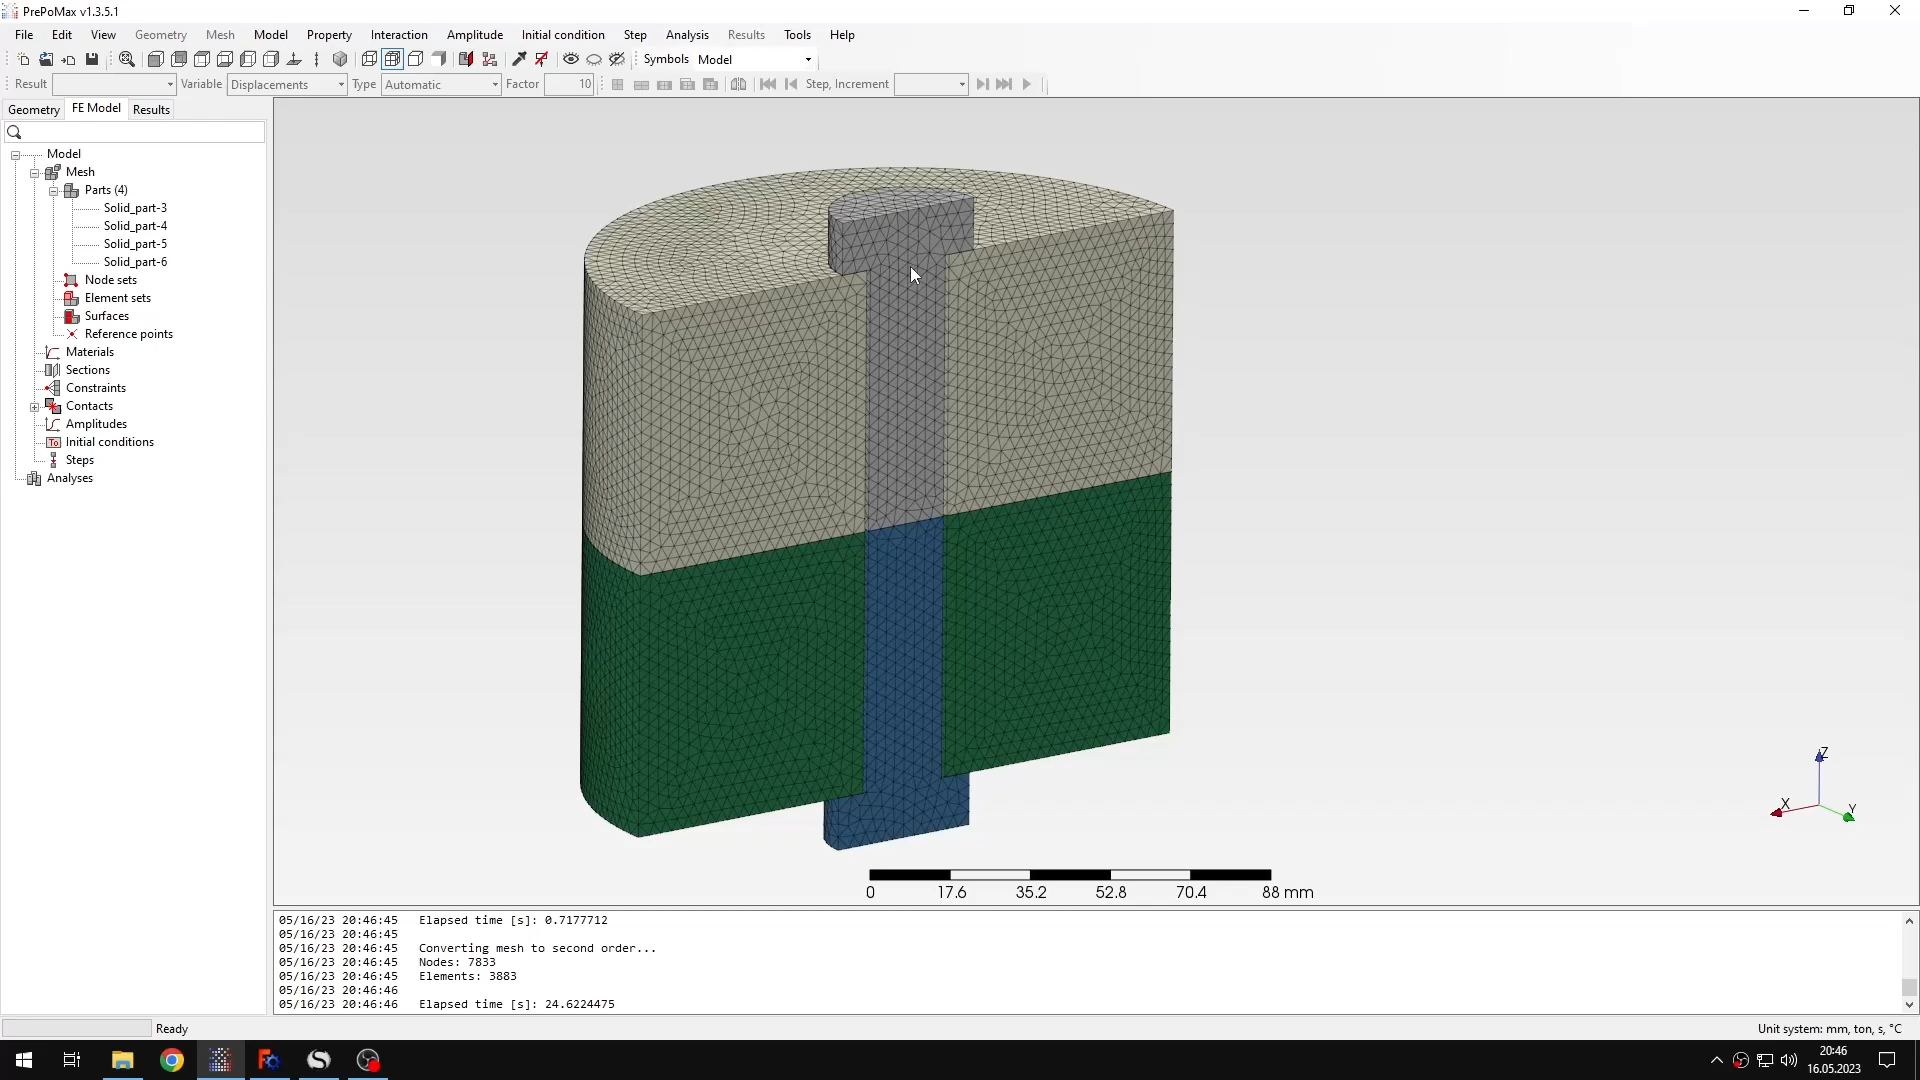 PrePoMax v1.3.5.1
File Edit View Geometry Mesh Model Property Interaction Amplitude Initial condition Step Analysis Results Tools Help
Symbols Model
Result Variable Displacements Type Automatic Factor 10 Step, Increment
Geometry FE Model Results
Model
Mesh
Parts (4)
Solid_part-3
Solid_part-4
Solid_part-5
Solid_part-6
Node sets
Element sets
Surfaces
Reference points
Materials
Sections
Constraints
Contacts
Amplitudes
Initial conditions
Steps
Analyses
Z
X
Y
0 17.6 35.2 52.8 70.4 88 mm
05/16/23 20:46:45 Elapsed time [s]: 0.7177712
05/16/23 20:46:45
05/16/23 20:46:45 Converting mesh to second order...
05/16/23 20:46:45 Nodes: 7833
05/16/23 20:46:45 Elements: 3883
05/16/23 20:46:46
05/16/23 20:46:46 Elapsed time [s]: 24.6224475
Ready
Unit system: mm, ton, s, °C
20:46
16.05.2023